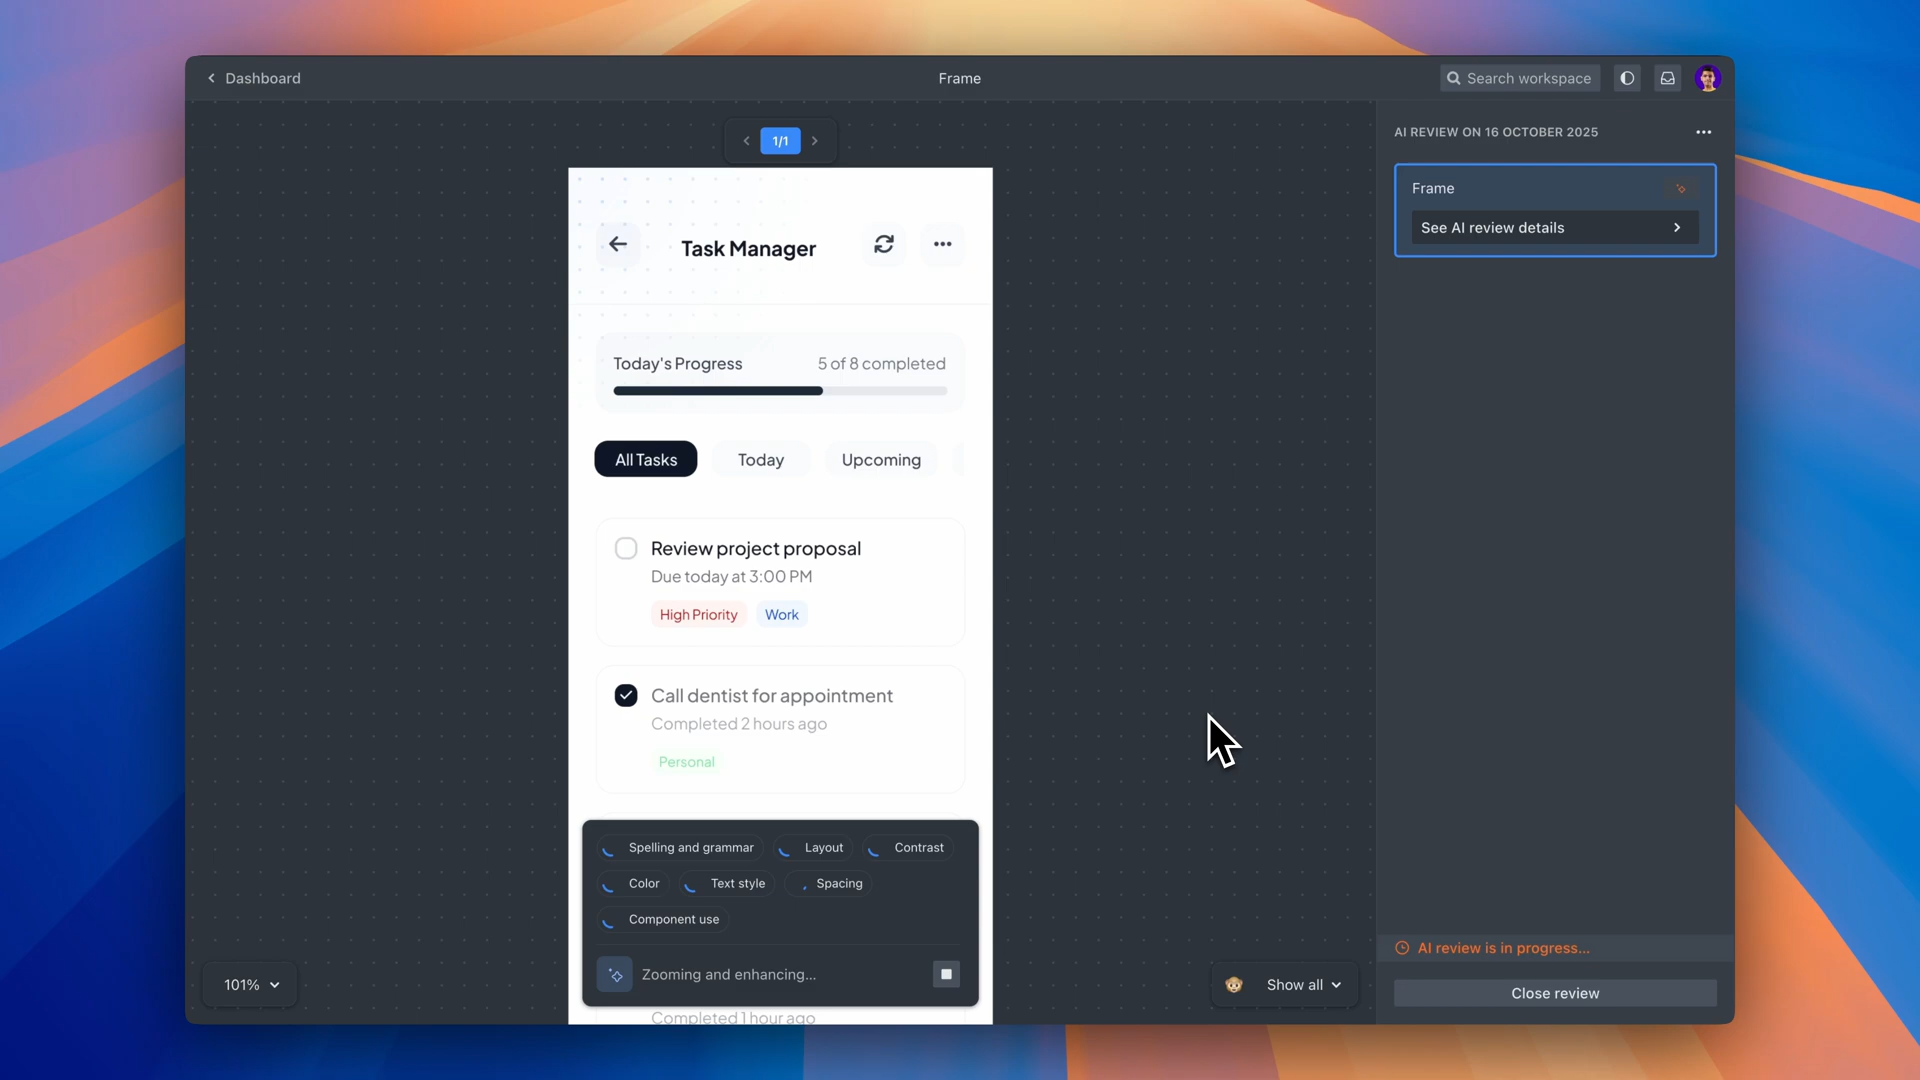 Dashboard
Frame
Search workspace
1/1
AI REVIEW ON 16 OCTOBER 2025
Frame
See AI review details
Task Manager
Today's Progress
5 of 8 completed
All Tasks
Today
Upcoming
Review project proposal
Due today at 3:00 PM
High Priority
Work
Call dentist for appointment
Completed 2 hours ago
Personal
Spelling and grammar
Layout
Contrast
Color
Text style
Spacing
Component use
Zooming and enhancing...
Completed 1 hour ago
101%
Show all
AI review is in progress...
Close review